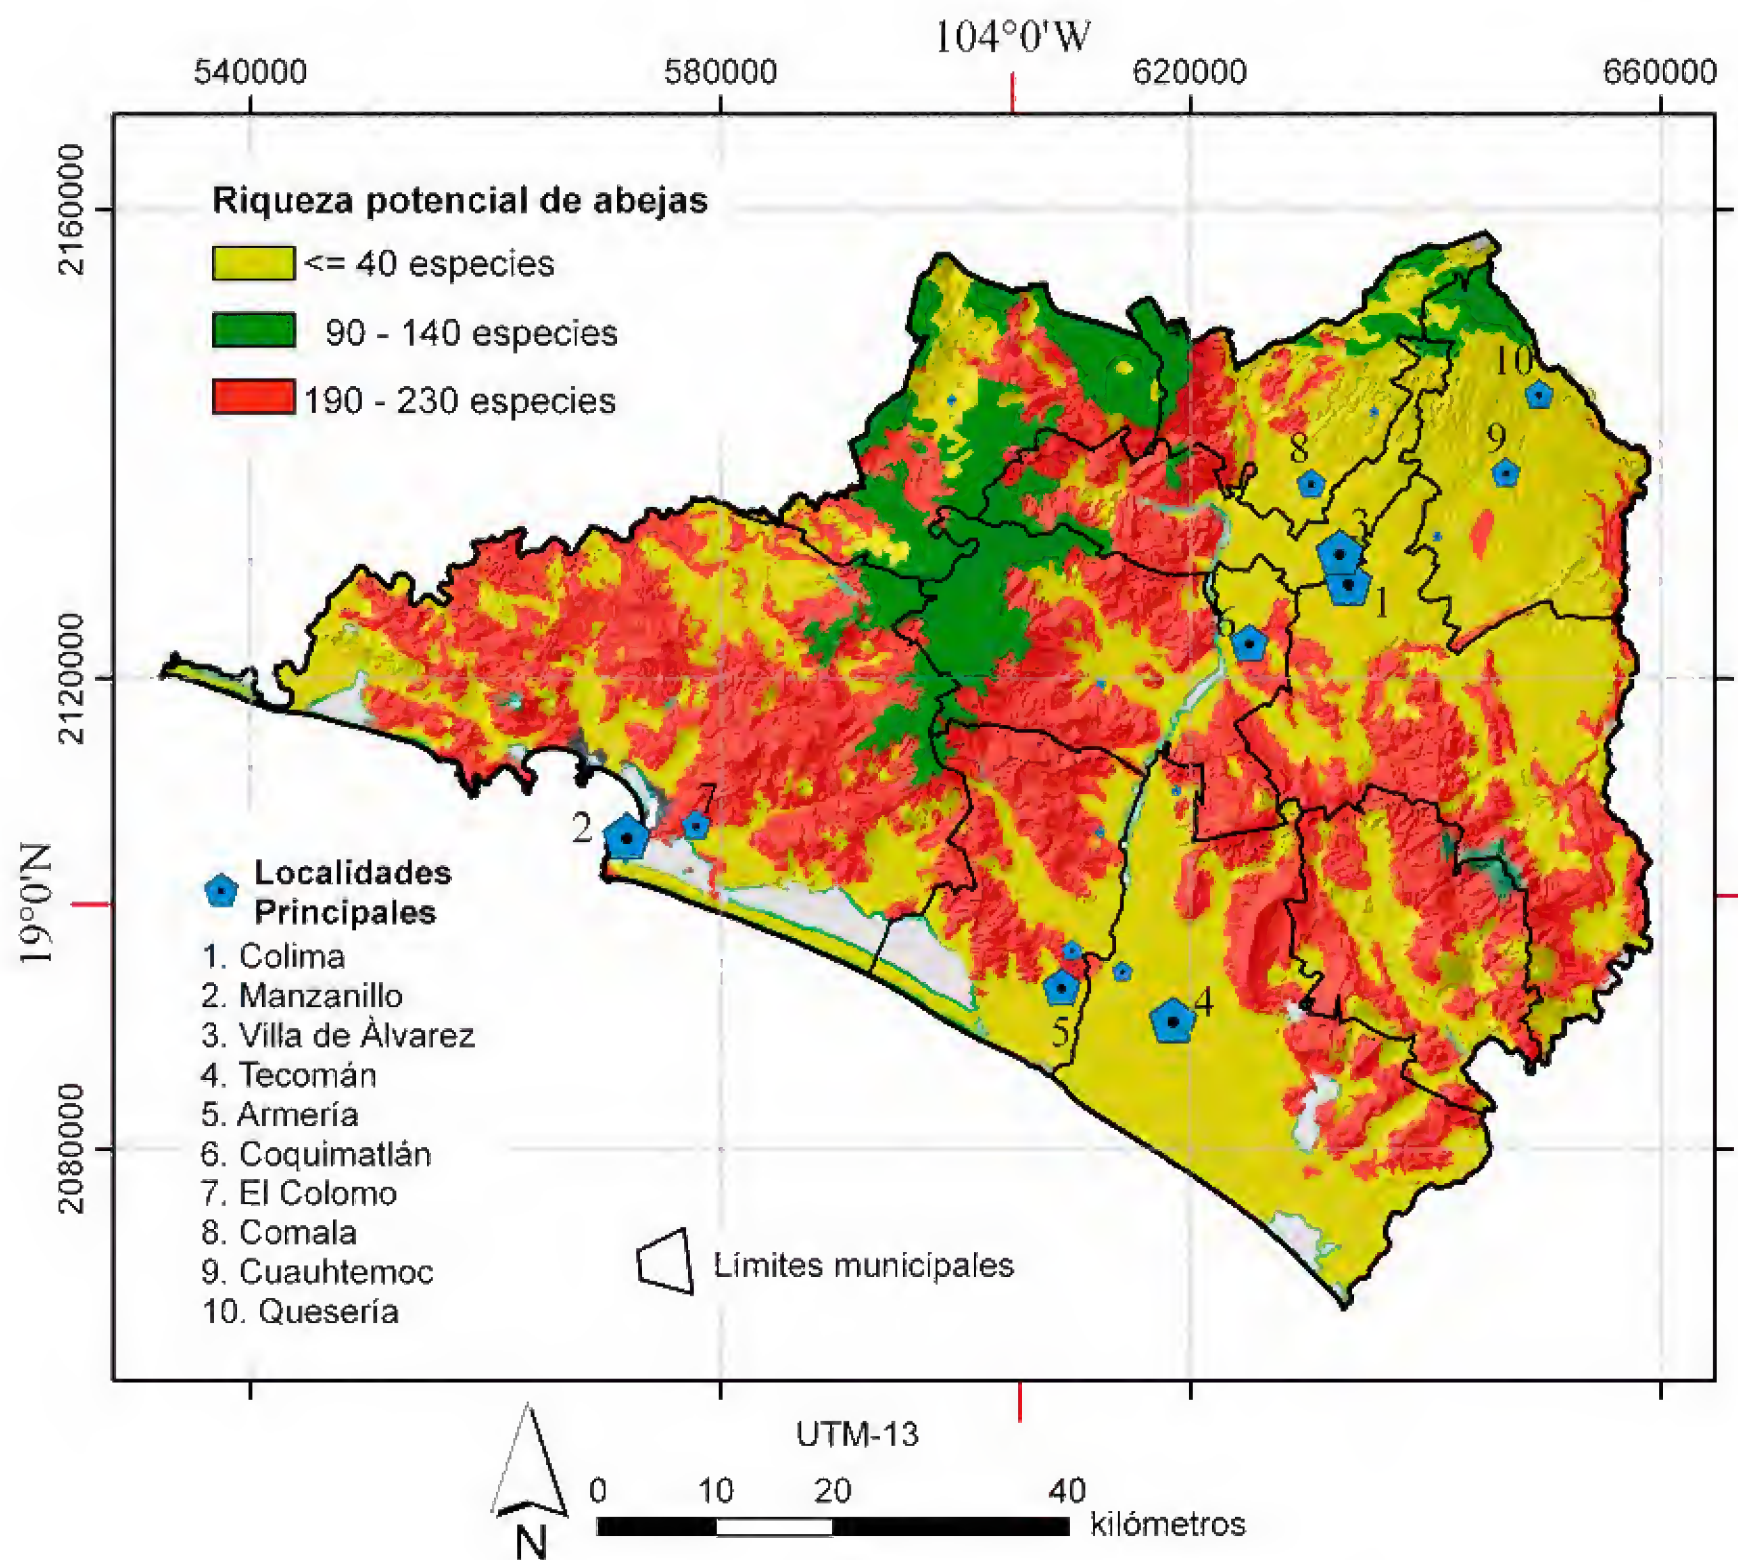 104°0'W
540000 580000 620000 660000
2160000
2120000
2080000
19°0'N
Riqueza potencial de abejas
<= 40 especies
90 - 140 especies
190 - 230 especies
10
9
8
3
1
6
7
2
4
5
Localidades
Principales
1. Colima
2. Manzanillo
3. Villa de Àlvarez
4. Tecomán
5. Armería
6. Coquimatlán
7. El Colomo
8. Comala
9. Cuauhtemoc
10. Quesería
Límites municipales
UTM-13
0 10 20 40
kilómetros
N